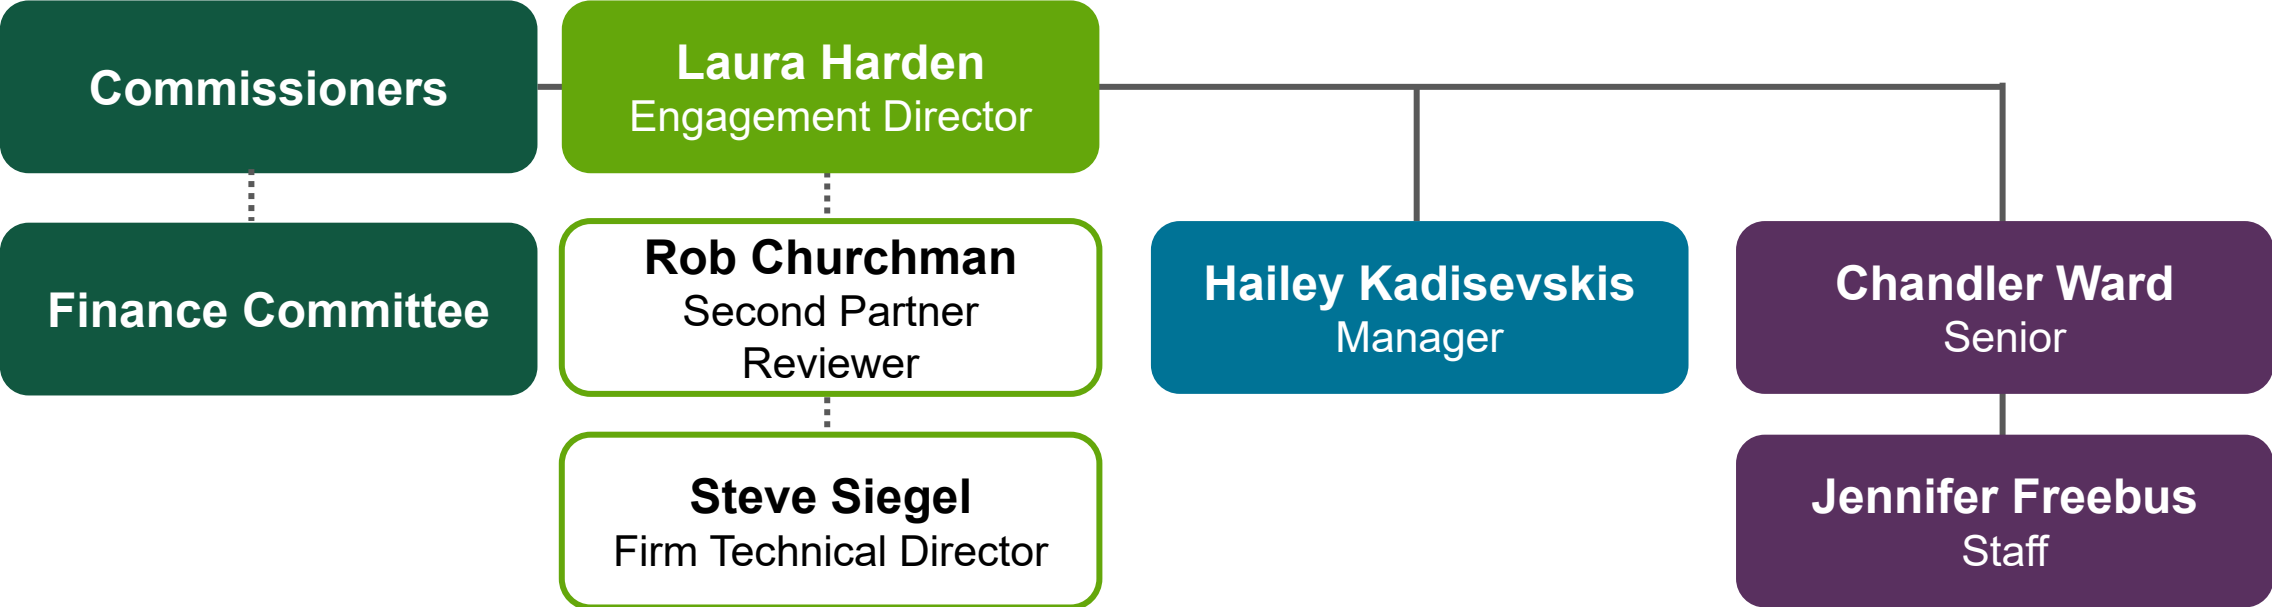 Commissioners
Laura Harden
Engagement Director
Finance Committee
Rob Churchman
Second Partner
Reviewer
Hailey Kadisevskis
Manager
Chandler Ward
Senior
Steve Siegel
Firm Technical Director
Jennifer Freebus
Staff